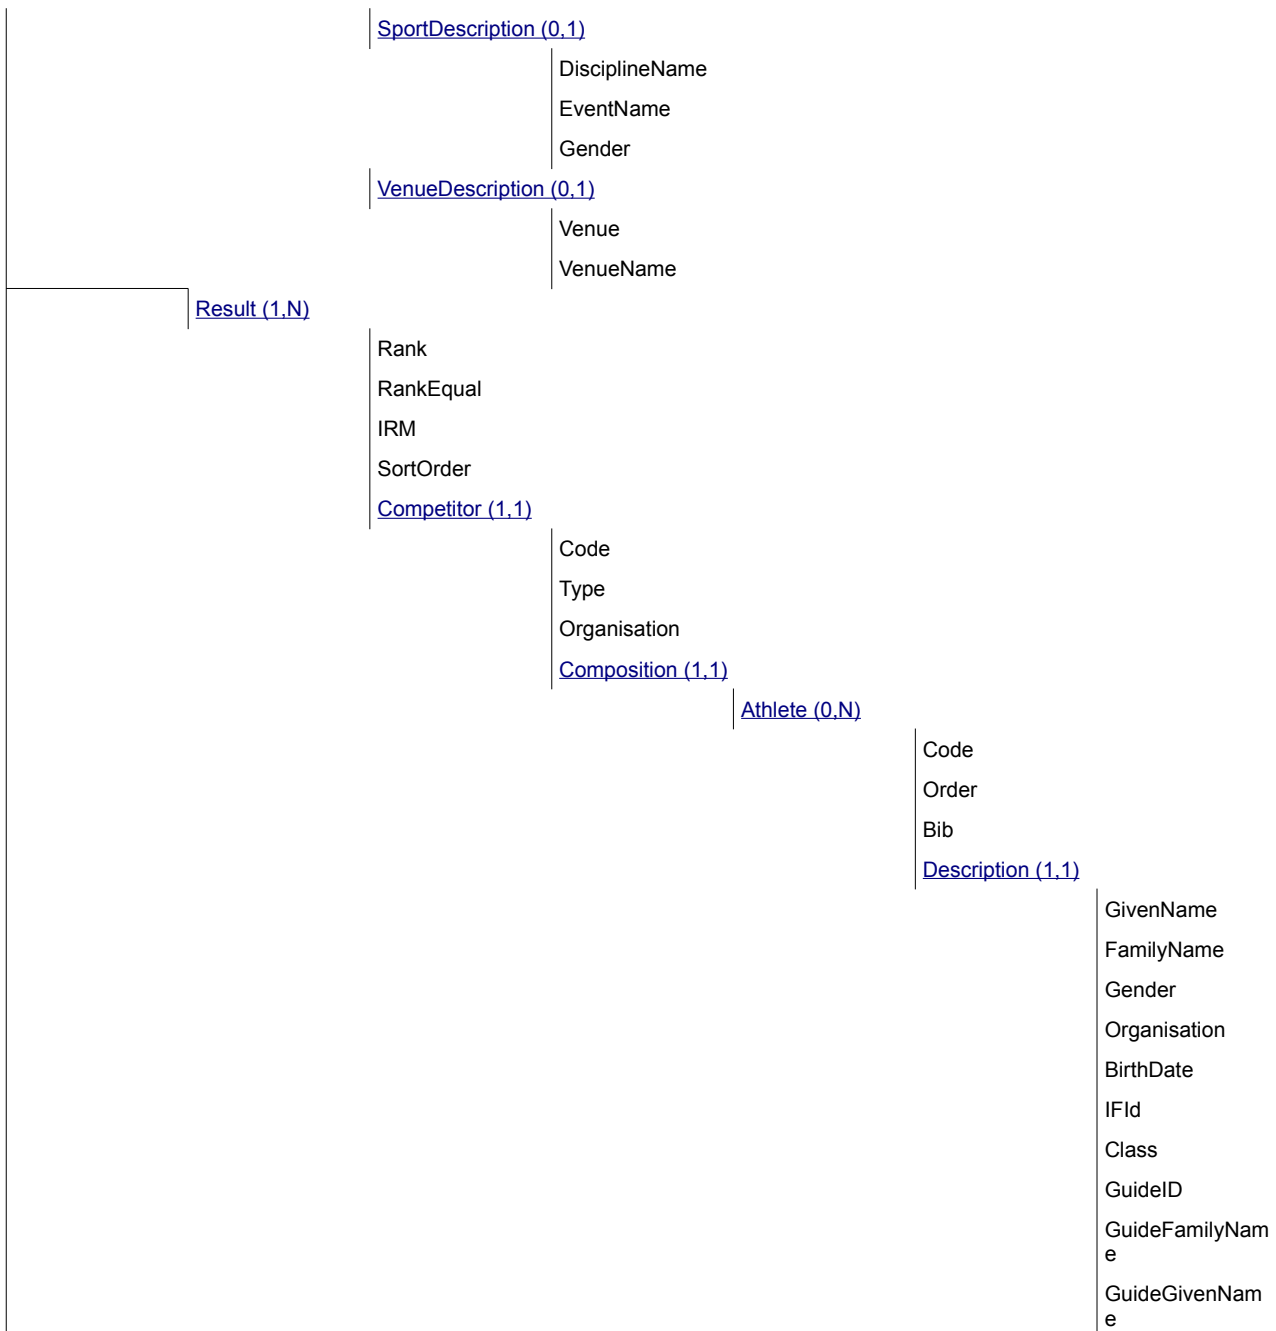 SportDescription (0,1)
DisciplineName
EventName
Gender
VenueDescription (0,1)
Venue
VenueName
Result (1,N)
Rank
RankEqual
IRM
SortOrder
Competitor (1,1)
Code
Type
Organisation
Composition (1,1)
Athlete (0,N)
Code
Order
Bib
Description (1,1)
GivenName
FamilyName
Gender
Organisation
BirthDate
IFId
Class
GuideID
GuideFamilyNam
e
GuideGivenNam
e